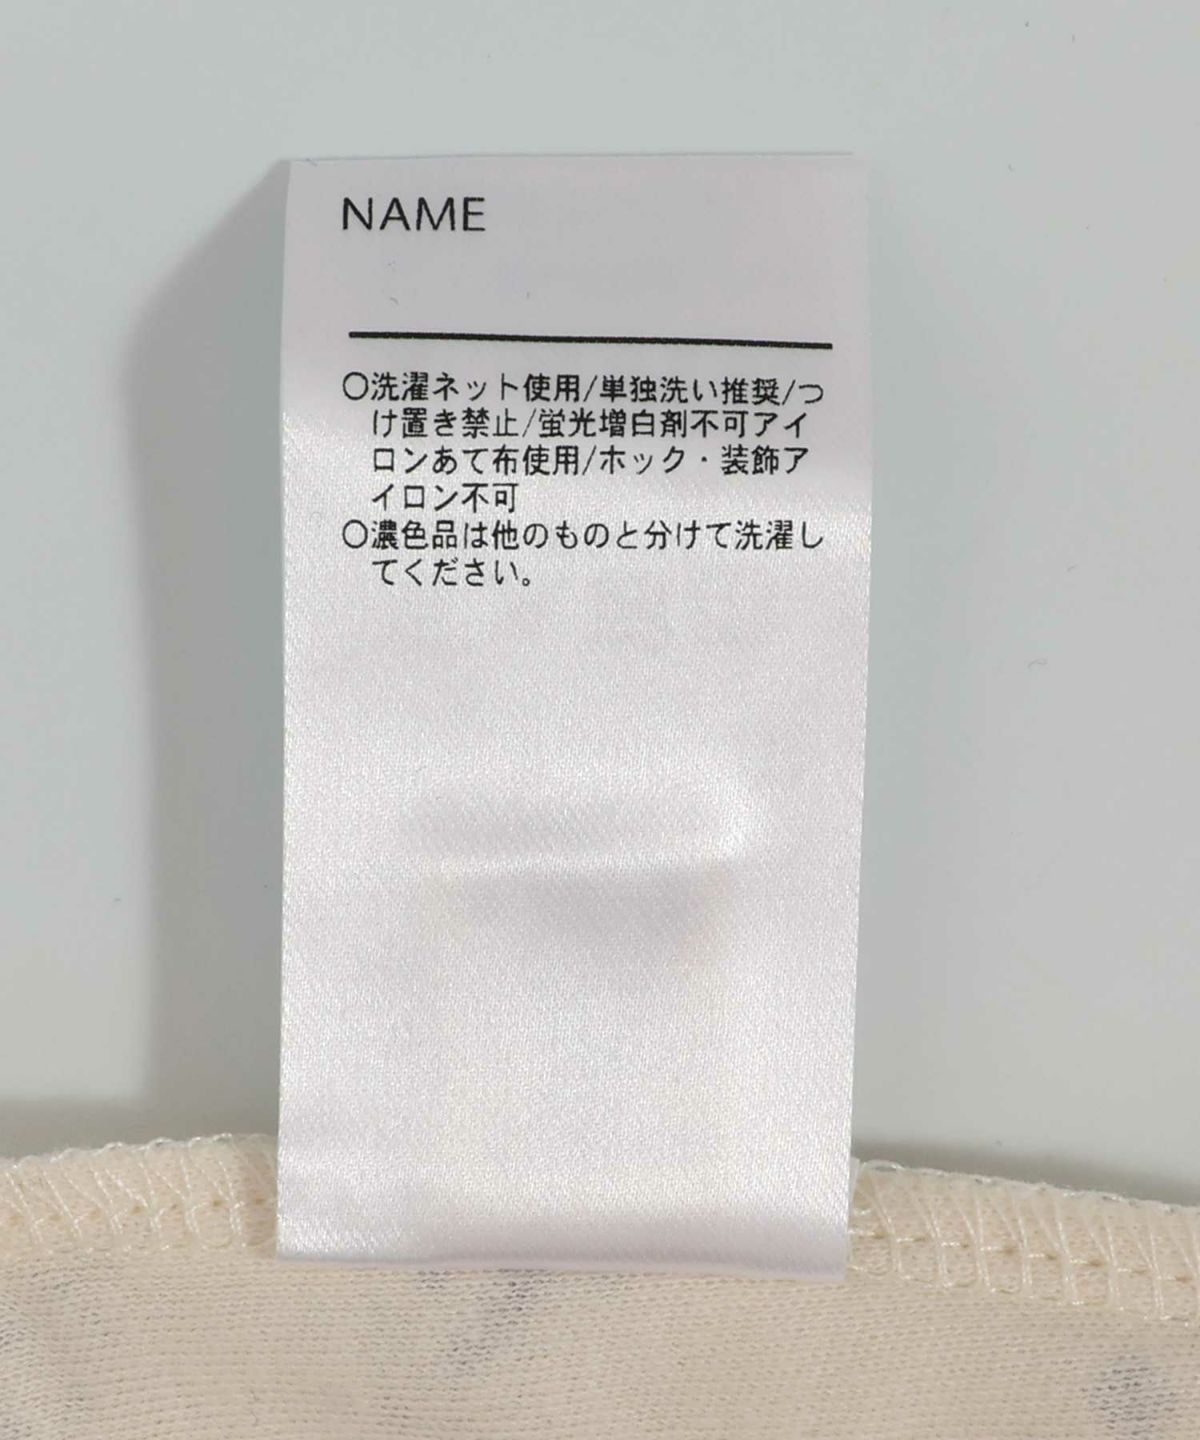 NAME
○洗濯ネット使用/単独洗い推奨/つ
け置き禁止/蛍光増白剤不可アイ
ロンあて布使用/ホック・装飾ア
イロン不可
○濃色品は他のものと分けて洗濯し
てください。